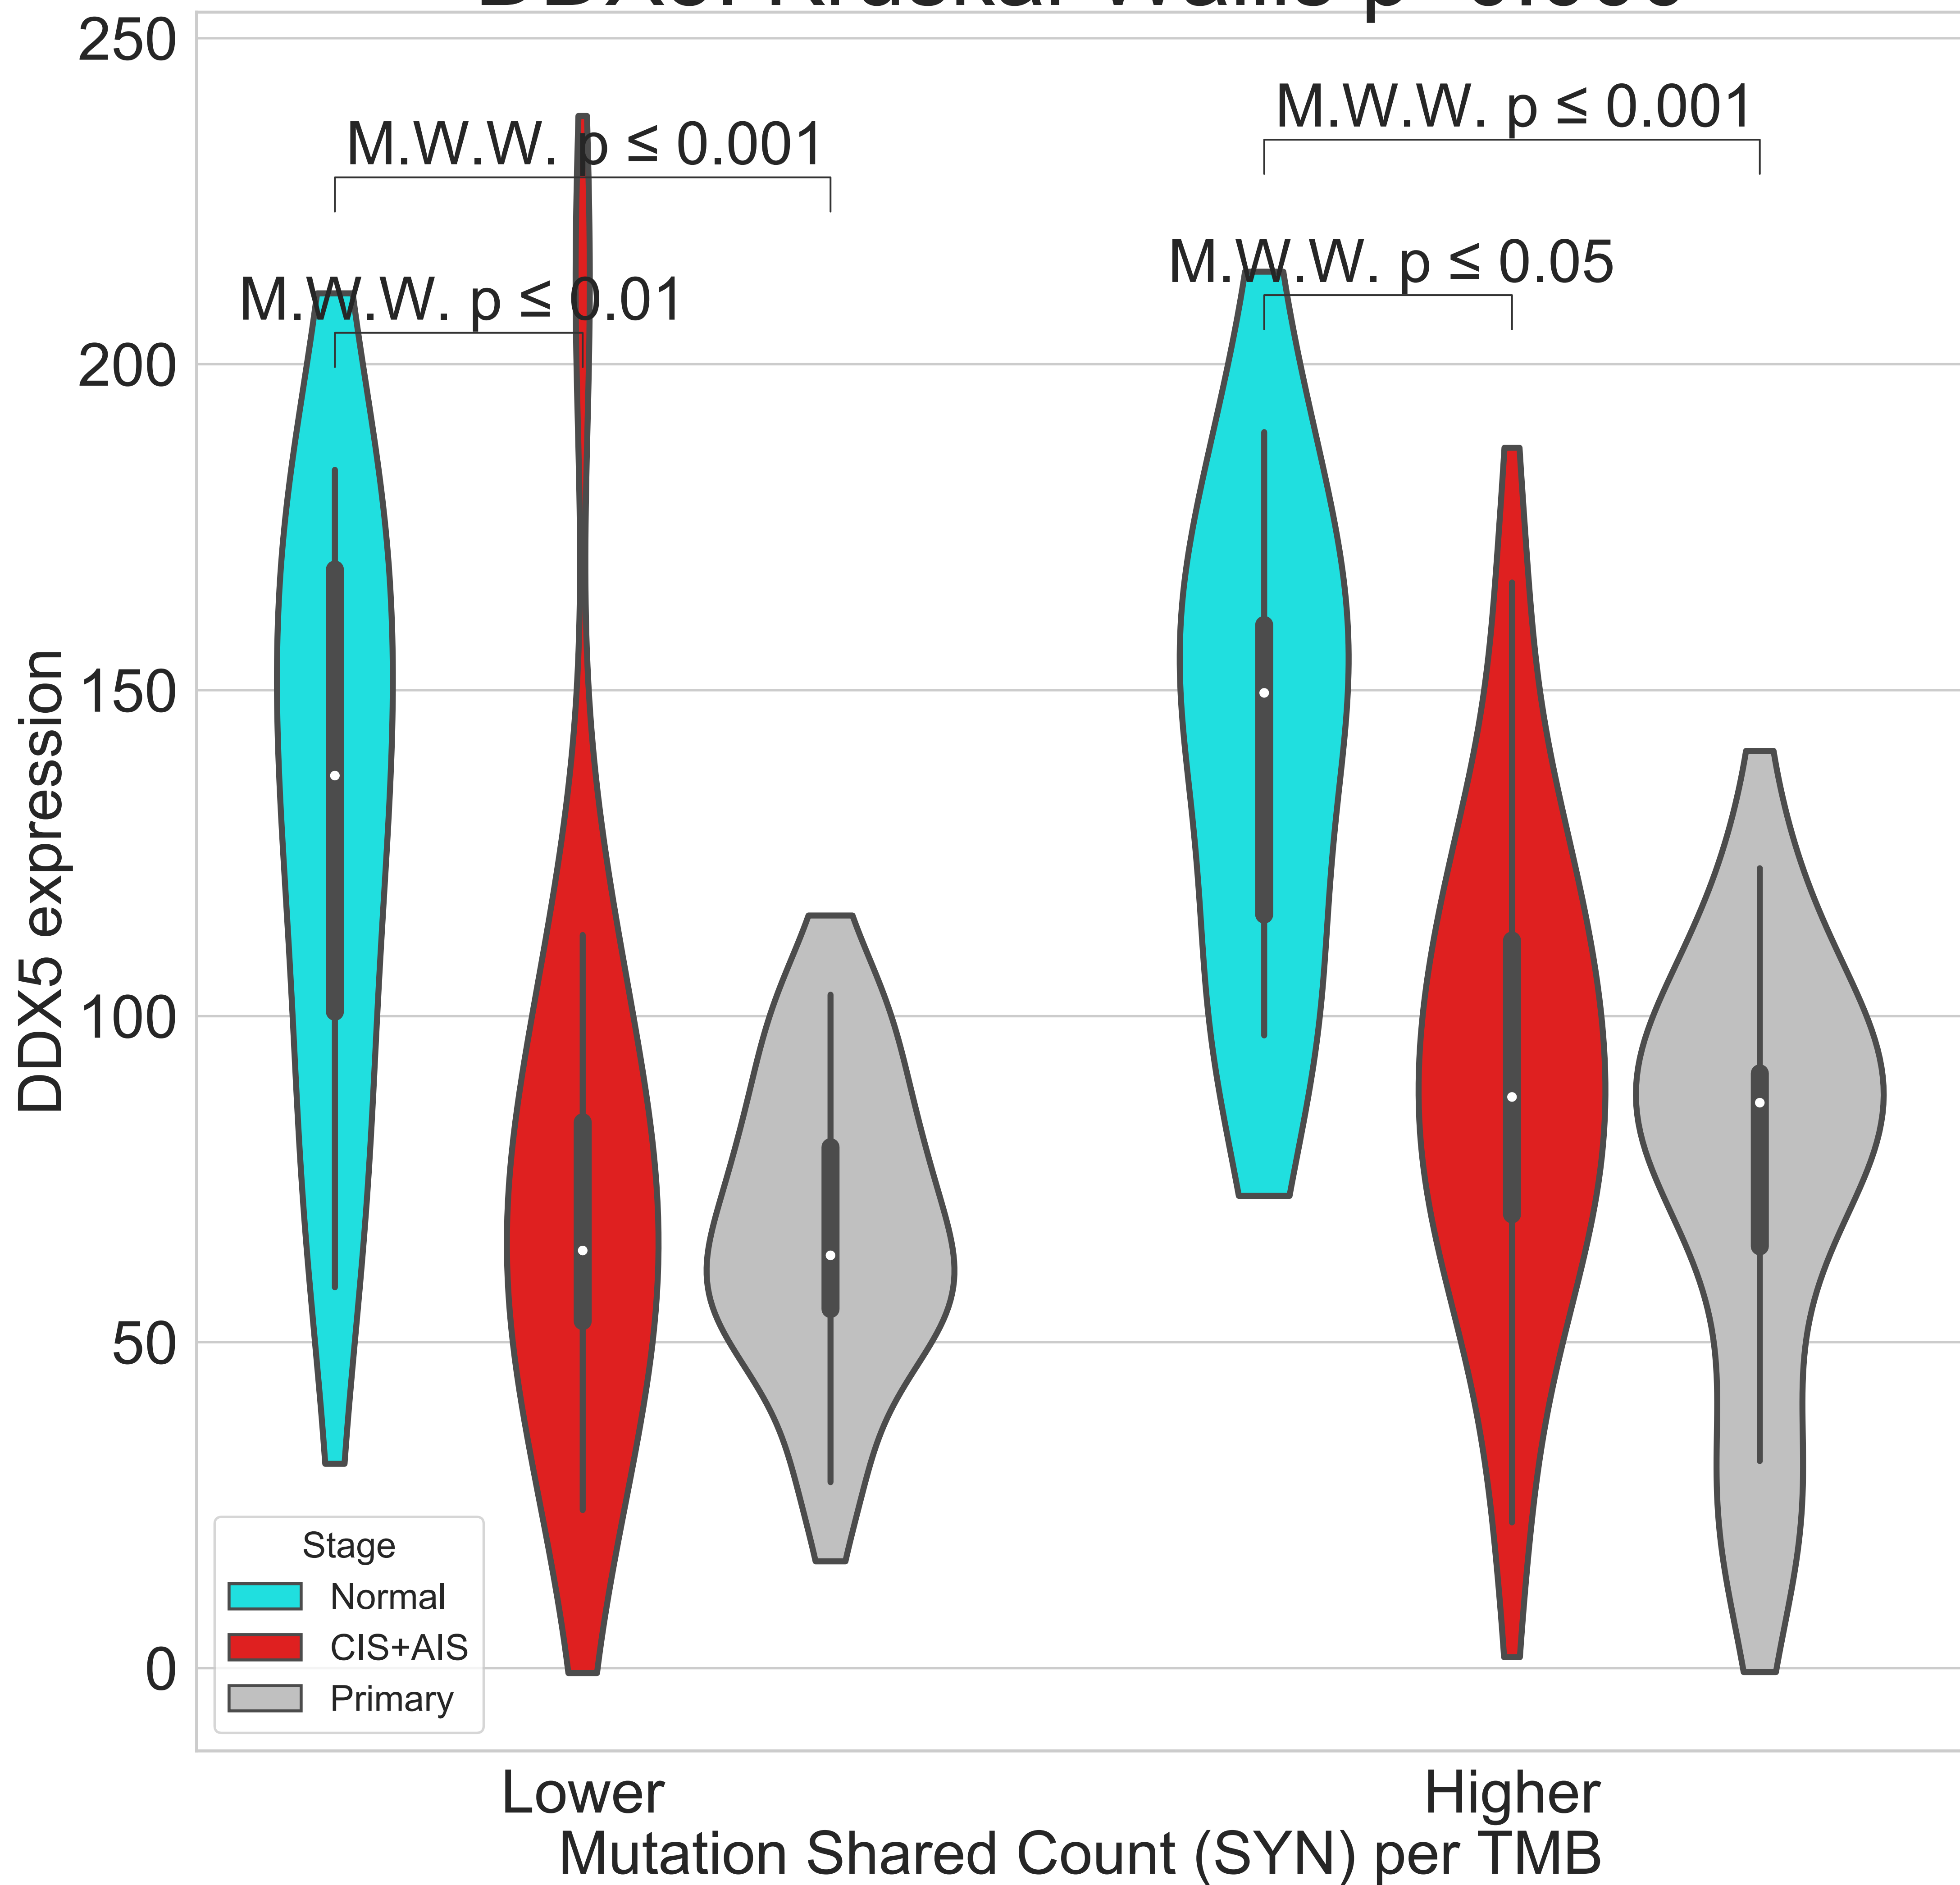 250
M.W.W. p ≤ 0.001
M.W.W. p ≤ 0.001
M.W.W. p ≤ 0.05
M.W.W. p ≤ 0.01
200
150
100
50
0
DDX5 expression
Stage
Normal
CIS+AIS
Primary
Lower
Higher
Mutation Shared Count (SYN) per TMB